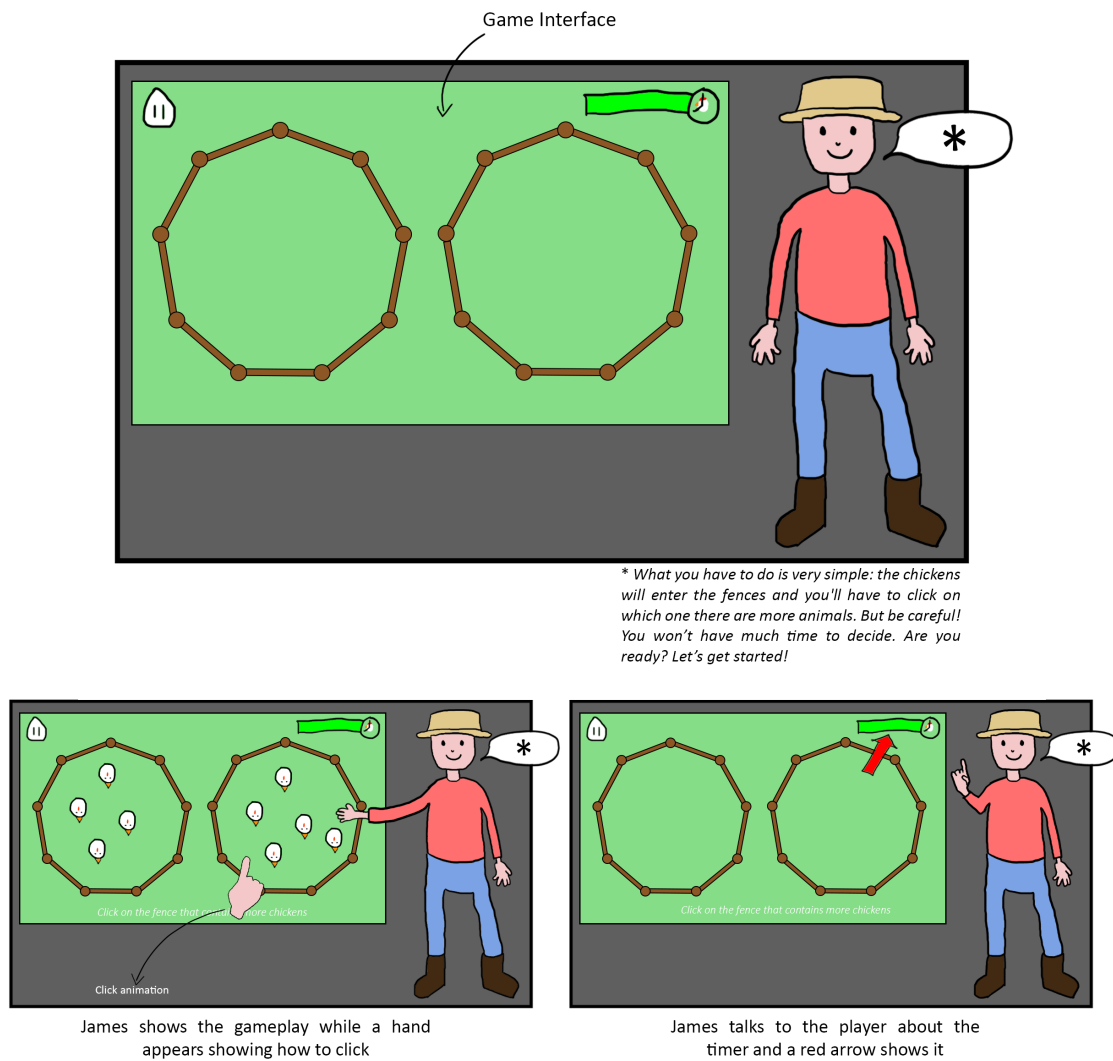 Game Interface
*
* What you have to do is very simple: the chickens
will enter the fences and you'll have to click on
which one there are more animals. But be careful!
You won't have much time to decide. Are you
ready? Let's get started!
*
Click on the fence that contains more chickens
Click animation
James shows the gameplay while a hand
appears showing how to click
*
Click on the fence that contains more chickens
James talks to the player about the
timer and a red arrow shows it